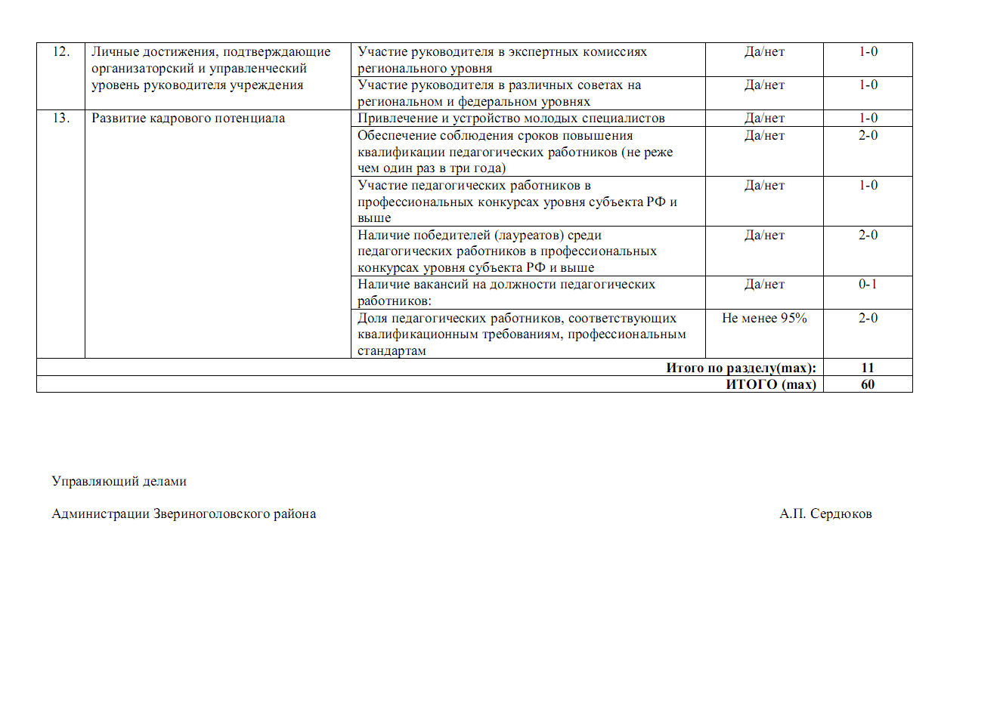 12.
Личные достижения, подтверждающие
организаторский и управленческий
уровень руководителя учреждения
Участие руководителя в экспертных комиссиях
регионального уровня
Да/нет
1-0
Участие руководителя в различных советах на
региональном и федеральном уровнях
Да/нет
1-0
13.
Развитие кадрового потенциала
Привлечение и устройство молодых специалистов
Да/нет
1-0
Обеспечение соблюдения сроков повышения
квалификации педагогических работников (не реже
чем один раз в три года)
Да/нет
2-0
Участие педагогических работников в
профессиональных конкурсах уровня субъекта РФ и
выше
Да/нет
1-0
Наличие победителей (лауреатов) среди
педагогических работников в профессиональных
конкурсах уровня субъекта РФ и выше
Да/нет
2-0
Наличие вакансий на должности педагогических
работников:
Да/нет
0-1
Доля педагогических работников, соответствующих
квалификационным требованиям, профессиональным
стандартам
Не менее 95%
2-0
Итого по разделу(max):
11
ИТОГО (max)
60
Управляющий делами
Администрации Звериноголовского района
А.П. Сердюков